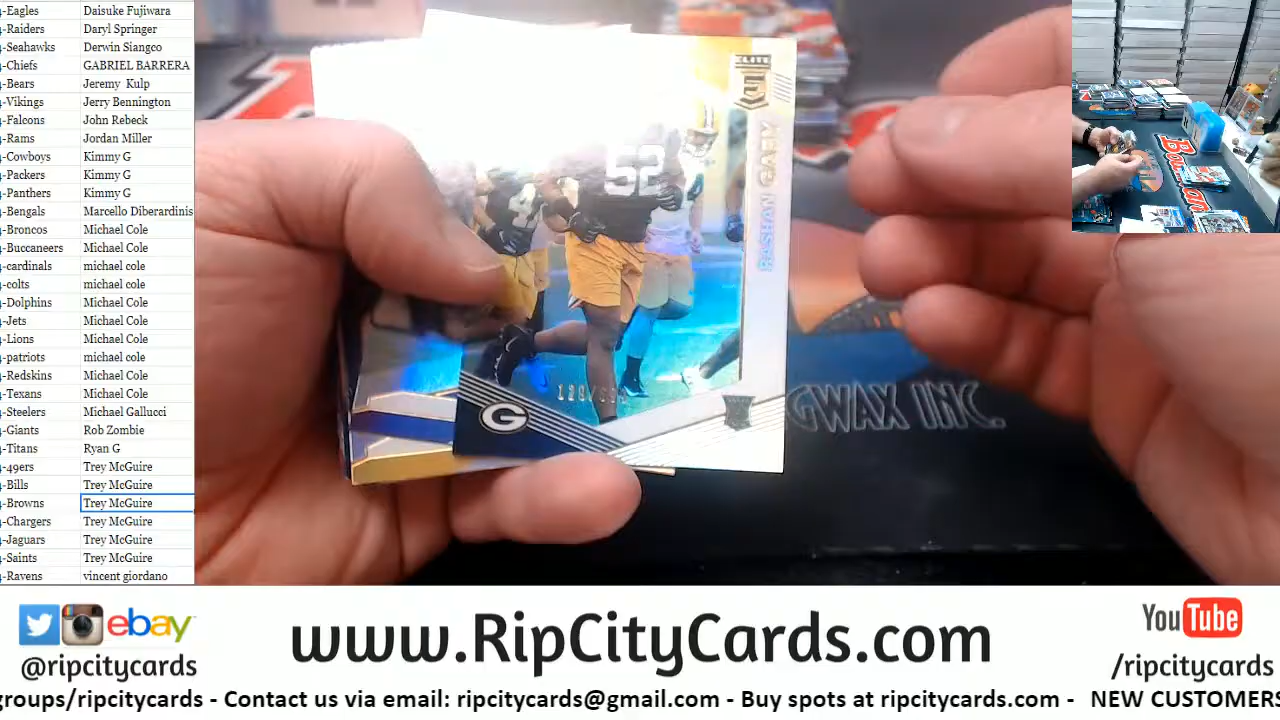 -Eagles Daisuke Fujiwara
-Raiders Daryl Springer
-Seahawks Derwin Siangco
-Chiefs GABRIEL BARRERA
-Bears Jeremy Kulp
-Vikings Jerry Bennington
-Falcons John Rebeck
-Rams Jordan Miller
-Cowboys Kimmy G
-Packers Kimmy G
-Panthers Kimmy G
-Bengals Marcello Diberardinis
-Broncos Michael Cole
-Buccaneers Michael Cole
-cardinals michael cole
-colts michael cole
-Dolphins Michael Cole
-Jets Michael Cole
-Lions Michael Cole
-patriots michael cole
-Redskins Michael Cole
-Texans Michael Cole
-Steelers Michael Gallucci
-Giants Rob Zombie
-Titans Ryan G
-49ers Trey McGuire
-Bills Trey McGuire
-Browns Trey McGuire
-Chargers Trey McGuire
-Jaguars Trey McGuire
-Saints Trey McGuire
-Ravens vincent giordano
ELITE
RASHAN GARY
52
G
GWAX INC.
ebay
@ripcitycards
www.RipCityCards.com
YouTube
/ripcitycards
groups/ripcitycards - Contact us via email: ripcitycards@gmail.com - Buy spots at ripcitycards.com - NEW CUSTOMERS